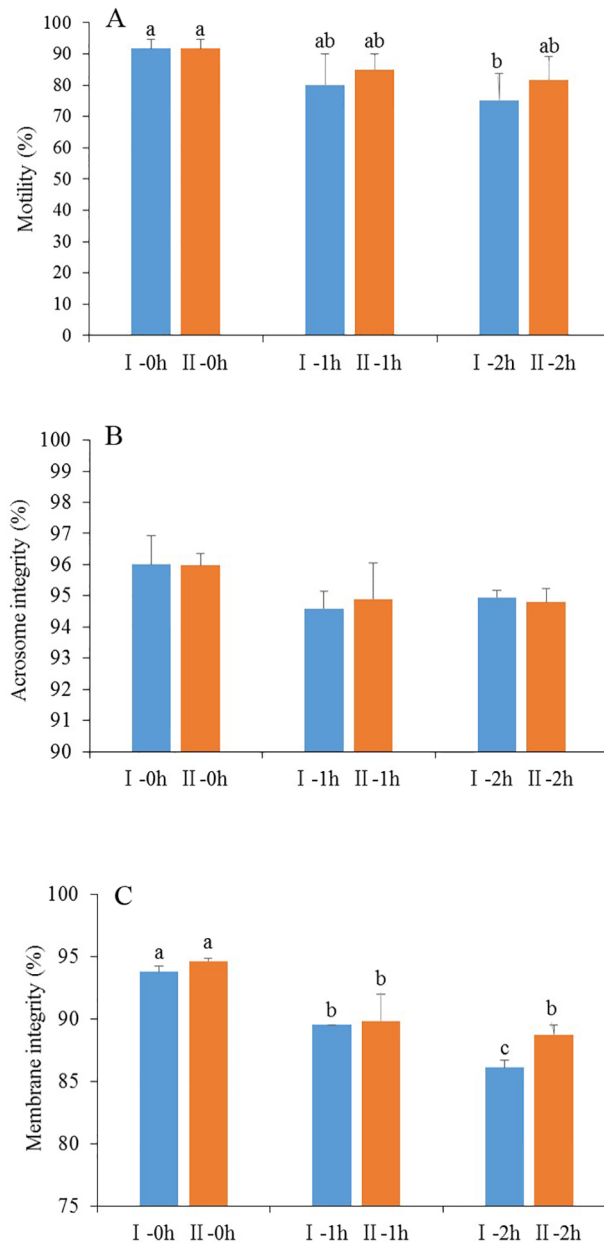 A
Motility (%)
100
90
80
70
60
50
40
30
20
10
0
a a ab ab b ab
Ⅰ-0h Ⅱ-0h Ⅰ-1h Ⅱ-1h Ⅰ-2h Ⅱ-2h
B
Acrosome integrity (%)
100
99
98
97
96
95
94
93
92
91
90
Ⅰ-0h Ⅱ-0h Ⅰ-1h Ⅱ-1h Ⅰ-2h Ⅱ-2h
C
Membrane integrity (%)
100
95
90
85
80
75
a a b b c b
Ⅰ-0h Ⅱ-0h Ⅰ-1h Ⅱ-1h Ⅰ-2h Ⅱ-2h